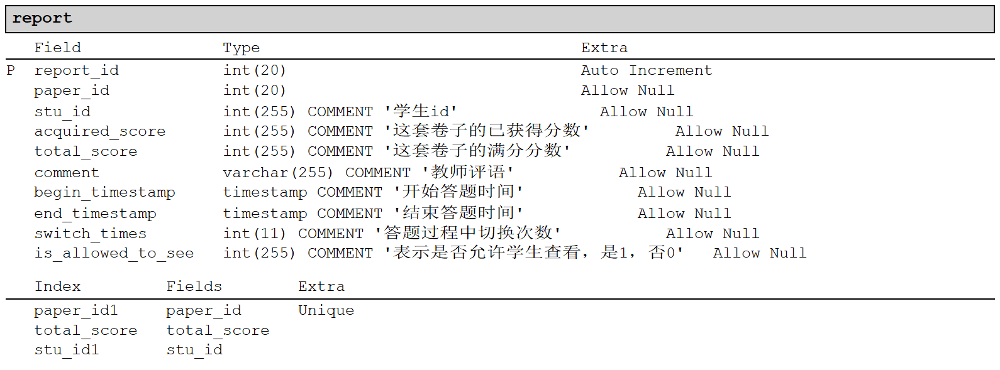 report
Field Type Extra
P report_id int(20) Auto Increment
paper_id int(20) Allow Null
stu_id int(255) COMMENT '学生id' Allow Null
acquired_score int(255) COMMENT '这套卷子的已获得分数' Allow Null
total_score int(255) COMMENT '这套卷子的满分分数' Allow Null
comment varchar(255) COMMENT '教师评语' Allow Null
begin_timestamp timestamp COMMENT '开始答题时间' Allow Null
end_timestamp timestamp COMMENT '结束答题时间' Allow Null
switch_times int(11) COMMENT '答题过程中切换次数' Allow Null
is_allowed_to_see int(255) COMMENT '表示是否允许学生查看，是1，否0' Allow Null
Index Fields Extra
paper_id1 paper_id Unique
total_score total_score
stu_id1 stu_id